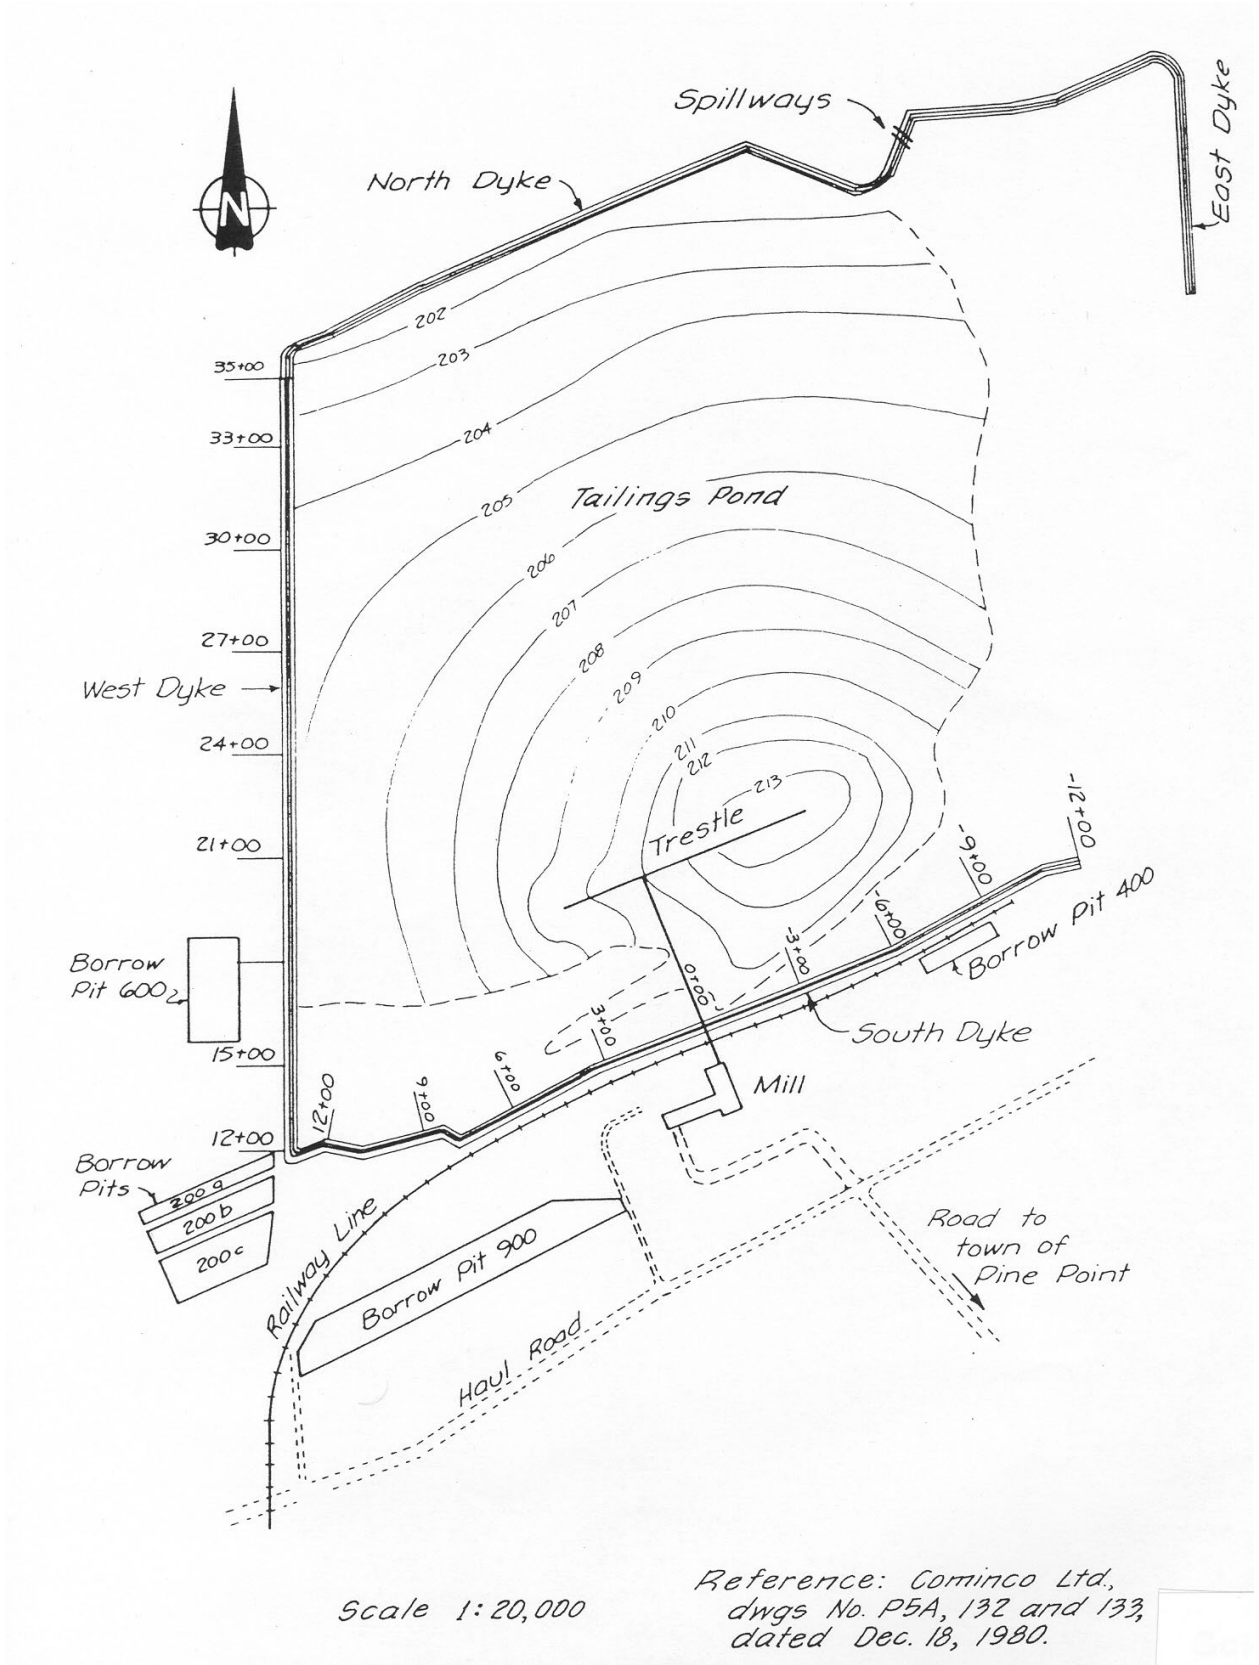 Spillways
East Dyke
North Dyke
N
202
35+00
203
33+00
204
205
Tailings Pond
30+00
206
207
27+00
208
West Dyke
209
210
24+00
211
212
213
-12+00
Trestle
21+00
-9+00
Borrow Pit 400
-6+00
-3+00
Borrow
Pit 600
0+00
South Dyke
3+00
15+00
6+00
Mill
9+00
12+00
12+00
Borrow
Pits
200a
200b
200c
Railway Line
Borrow Pit 900
Road to
town of
Pine Point
Haul Road
Scale 1:20,000
Reference: Cominco Ltd.,
dwgs No. P5A, 132 and 133,
dated Dec. 18, 1980.